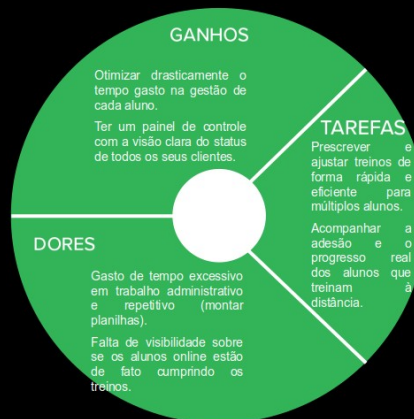 GANHOS
Otimizar drasticamente o
tempo gasto na gestão de
cada aluno.
Ter um painel de controle
com a visão clara do status
de todos os seus clientes.
TAREFAS
Prescrever e
ajustar treinos de
forma rápida e
eficiente para
múltiplos alunos.
Acompanhar a
adesão e o
progresso real
dos alunos que
treinam à
distância.
DORES
Gasto de tempo excessivo
em trabalho administrativo
e repetitivo (montar
planilhas).
Falta de visibilidade sobre
se os alunos online estão
de fato cumprindo os
treinos.